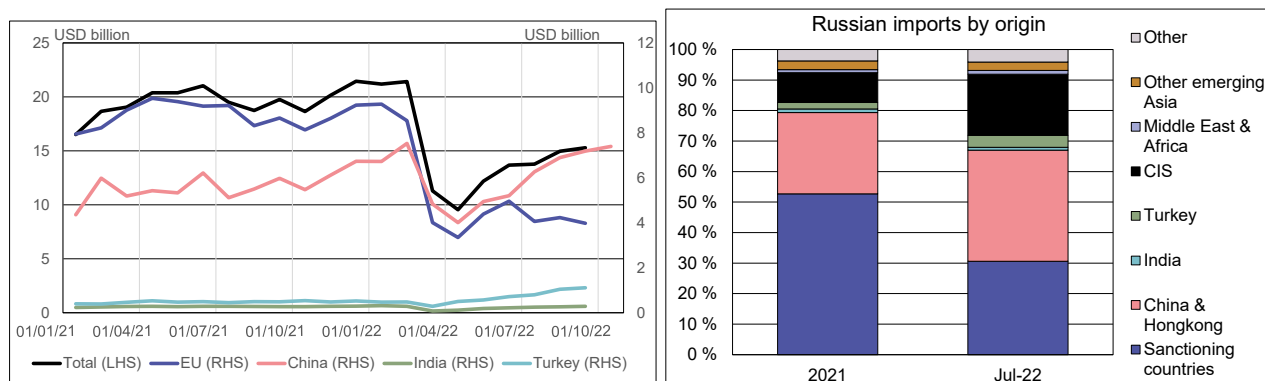 USD billion
USD billion
25
20
15
10
5
0
12
10
8
6
4
2
0
01/01/21
01/04/21
01/07/21
01/10/21
01/01/22
01/04/22
01/07/22
01/10/22
Total (LHS)
EU (RHS)
China (RHS)
India (RHS)
Turkey (RHS)
Russian imports by origin
100 %
90 %
80 %
70 %
60 %
50 %
40 %
30 %
20 %
10 %
0 %
2021
Jul-22
Other
Other emerging
Asia
Middle East &
Africa
CIS
Turkey
India
China &
Hongkong
Sanctioning
countries